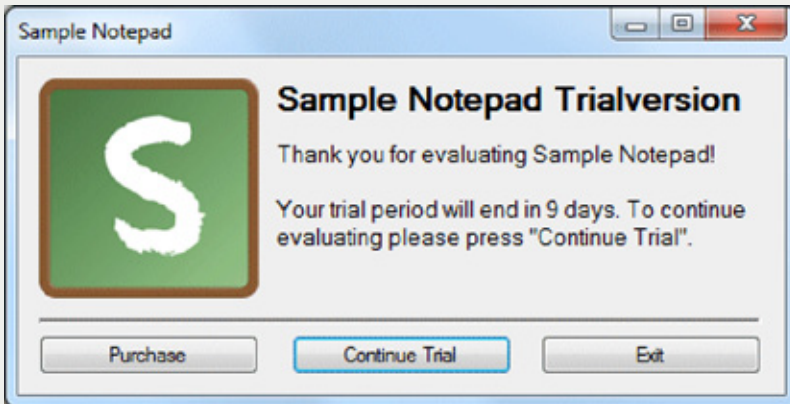 Sample Notepad
S
Sample Notepad Trialversion
Thank you for evaluating Sample Notepad!
Your trial period will end in 9 days. To continue
evaluating please press "Continue Trial".
Purchase
Continue Trial
Exit